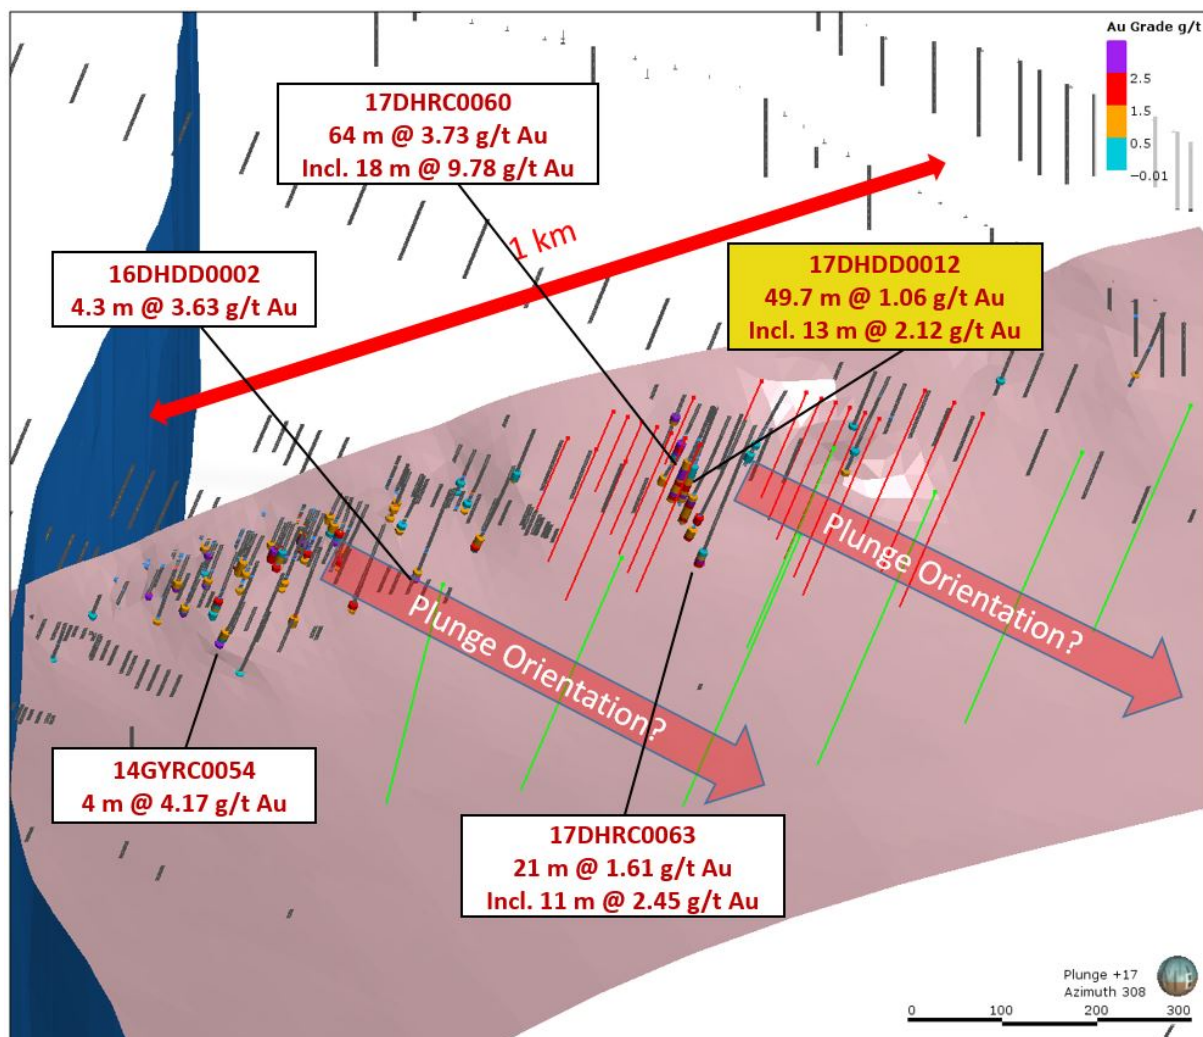 Au Grade g/t
2.5
1.5
0.5
−0.01
17DHRC0060
64 m @ 3.73 g/t Au
Incl. 18 m @ 9.78 g/t Au
1 km
16DHDD0002
4.3 m @ 3.63 g/t Au
17DHDD0012
49.7 m @ 1.06 g/t Au
Incl. 13 m @ 2.12 g/t Au
Plunge Orientation?
Plunge Orientation?
14GYRC0054
4 m @ 4.17 g/t Au
17DHRC0063
21 m @ 1.61 g/t Au
Incl. 11 m @ 2.45 g/t Au
Plunge +17
Azimuth 308
E
0 100 200 300